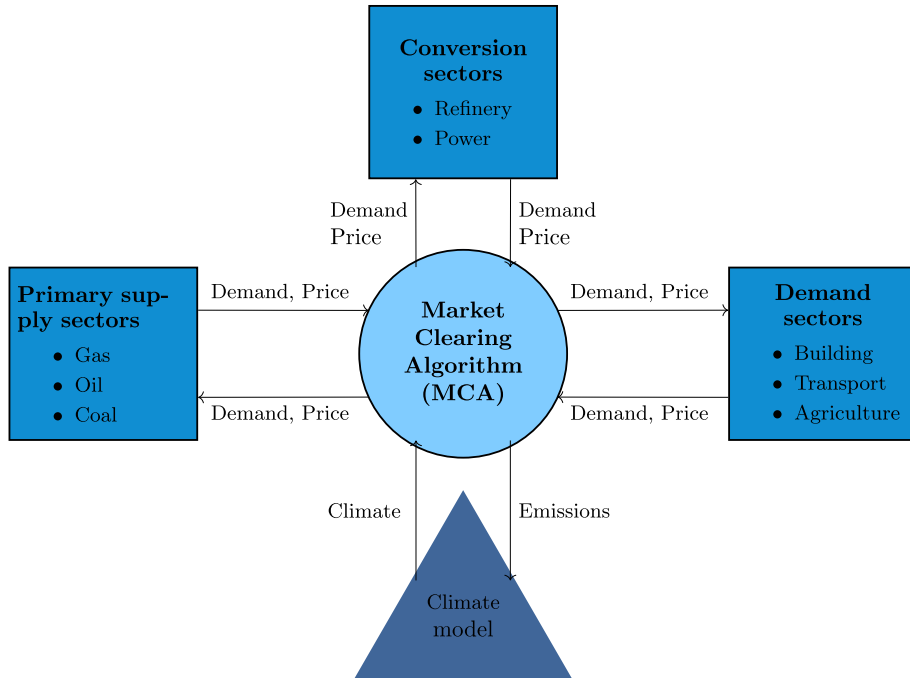 Conversion
sectors
• Refinery
• Power
Demand
Price
Demand
Price
Primary sup-
ply sectors
• Gas
• Oil
• Coal
Demand, Price
Demand, Price
Market
Clearing
Algorithm
(MCA)
Demand, Price
Demand, Price
Demand
sectors
• Building
• Transport
• Agriculture
Climate
Emissions
Climate
model